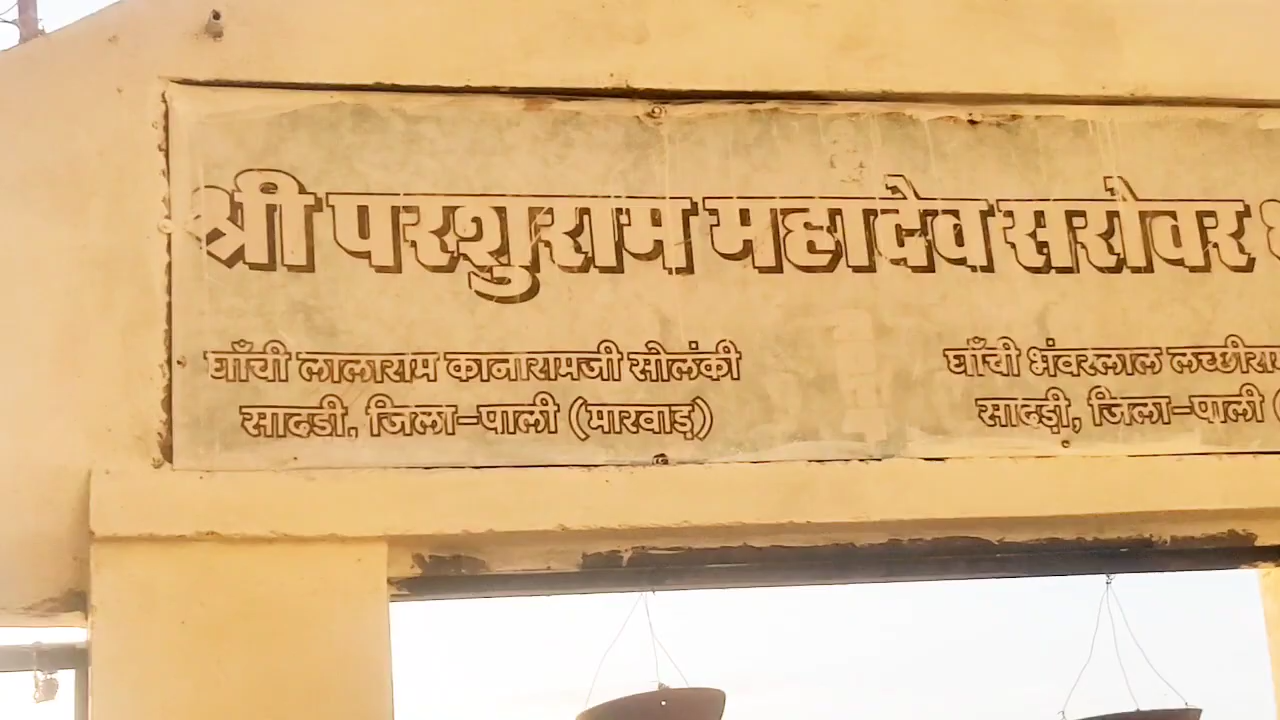 श्री परशुराम महादेव सरोवर
घाँची लालाराम कानारामजी सोलंकी
सादडी, जिला-पाली (मारवाड़)
घाँची भंवरलाल लच्छीराम
सादड़ी, जिला-पाली (